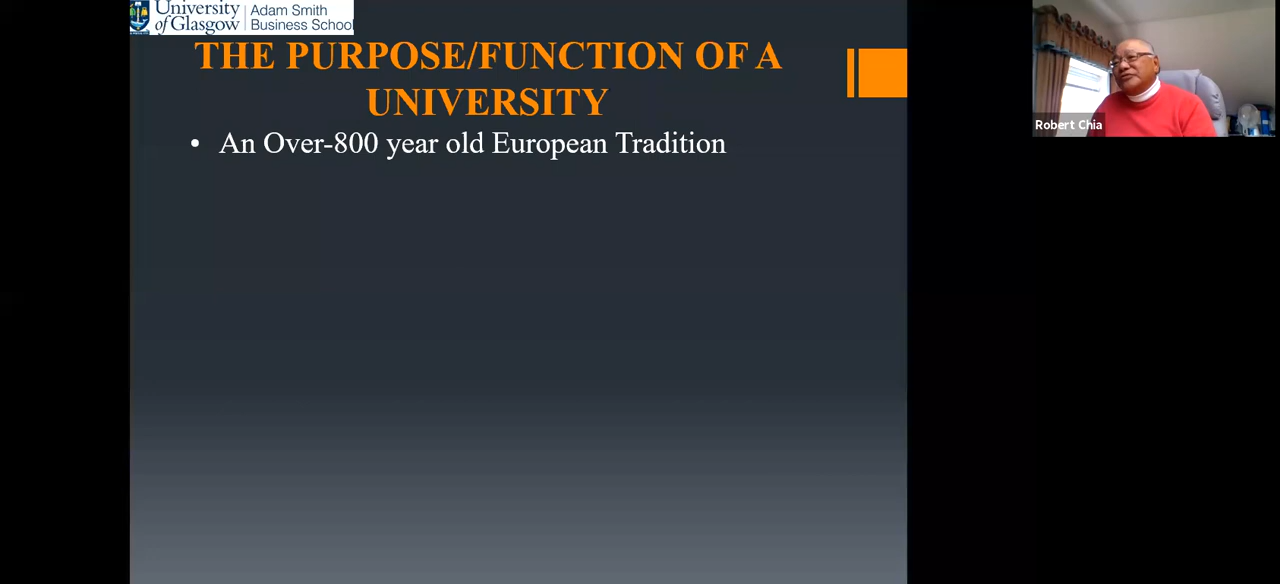 University of Glasgow
Adam Smith Business School
THE PURPOSE/FUNCTION OF A
UNIVERSITY
• An Over-800 year old European Tradition
Robert Chia